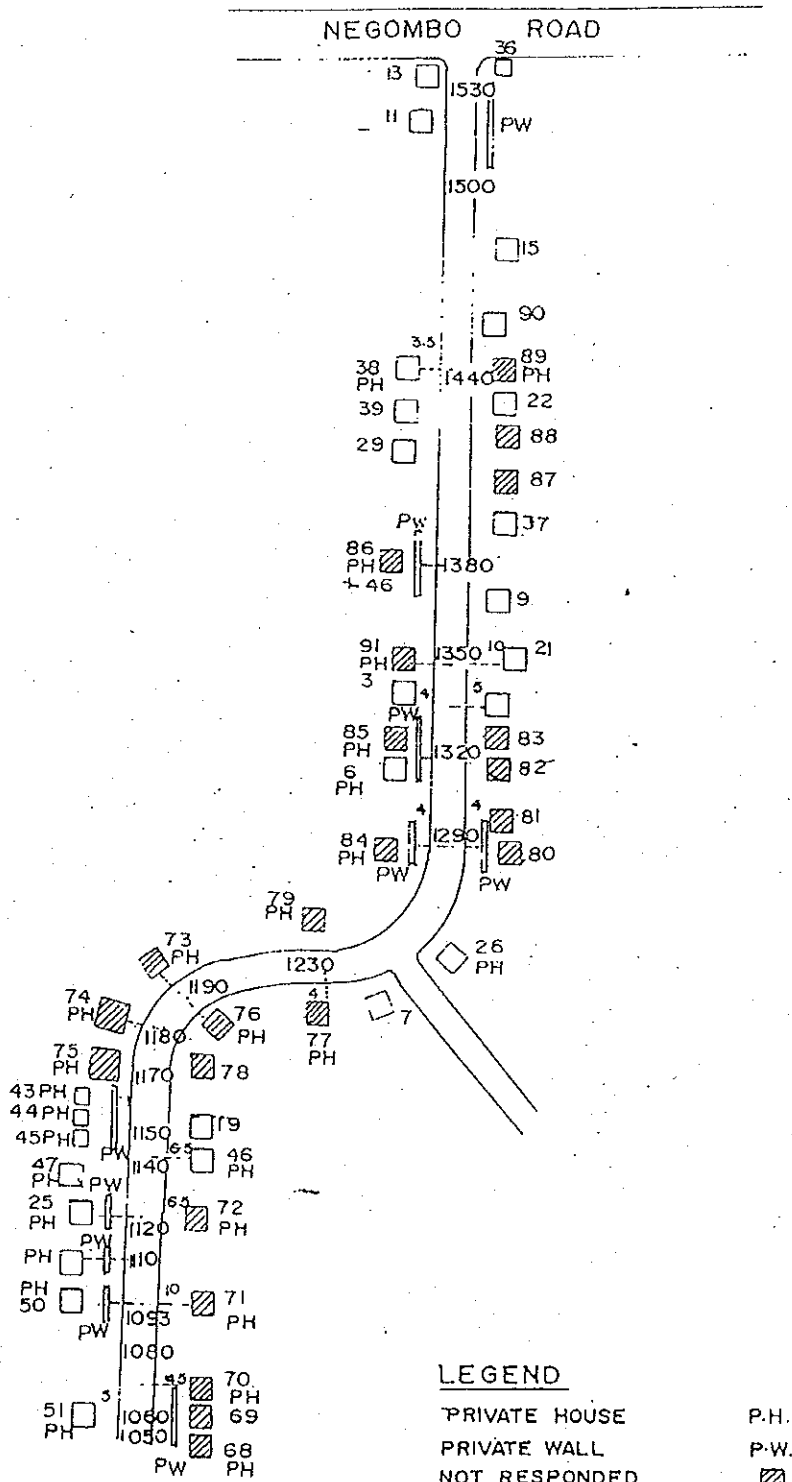 NEGOMBO ROAD
36
13
1530
11
PW
1500
15
90
3.5
38
PH
1440
89
PH
39
22
29
88
87
PW
37
86
PH
1380
46
9
91
PH
1350
10
21
3
4
5
PW
85
PH
1320
83
6
PH
82
4
4
81
84
PH
1290
80
PW
PW
79
PH
73
PH
26
PH
1230
1190
4
7
74
PH
76
PH
77
PH
1180
75
PH
1170
78
43PH
44PH
45PH
1150
19
PW
6.5
47
PH
1140
46
PH
PW
25
PH
6.5
72
PH
1120
PW
PH
1110
PH
50
10
71
PH
1093
PW
1080
4.5
70
PH
51
PH
1060
69
1050
68
PH
PW
LEGEND
PRIVATE HOUSE P.H.
PRIVATE WALL P.W.
NOT RESPONDED